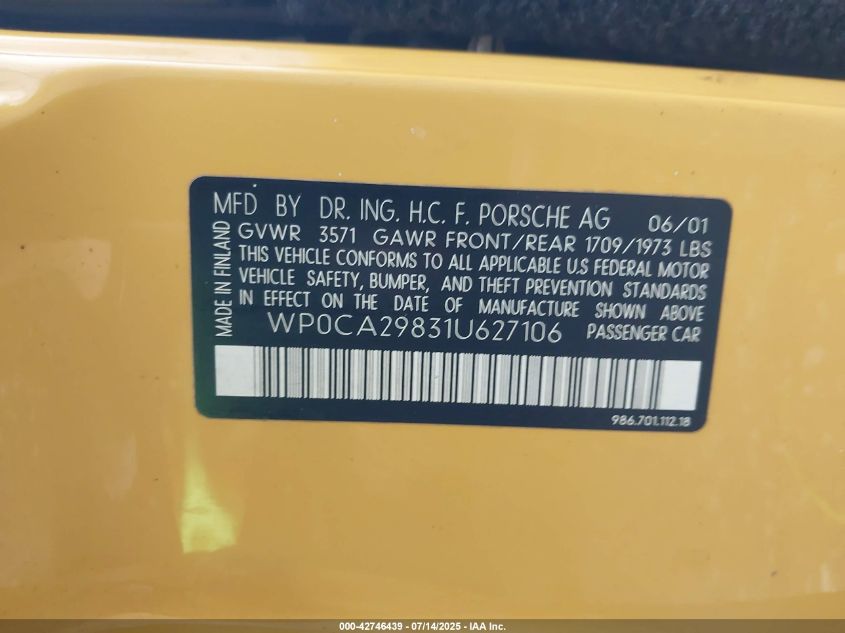 MFD BY DR. ING. H.C. F. PORSCHE AG 06/01
GVWR 3571 GAWR FRONT/REAR 1709/1973 LBS
THIS VEHICLE CONFORMS TO ALL APPLICABLE U.S FEDERAL MOTOR
VEHICLE SAFETY, BUMPER, AND THEFT PREVENTION STANDARDS
IN EFFECT ON THE DATE OF MANUFACTURE SHOWN ABOVE
WP0CA29831U627106 PASSENGER CAR
MADE IN FINLAND
986.701.112.18
000-42746439 - 07/14/2025 - IAA Inc.